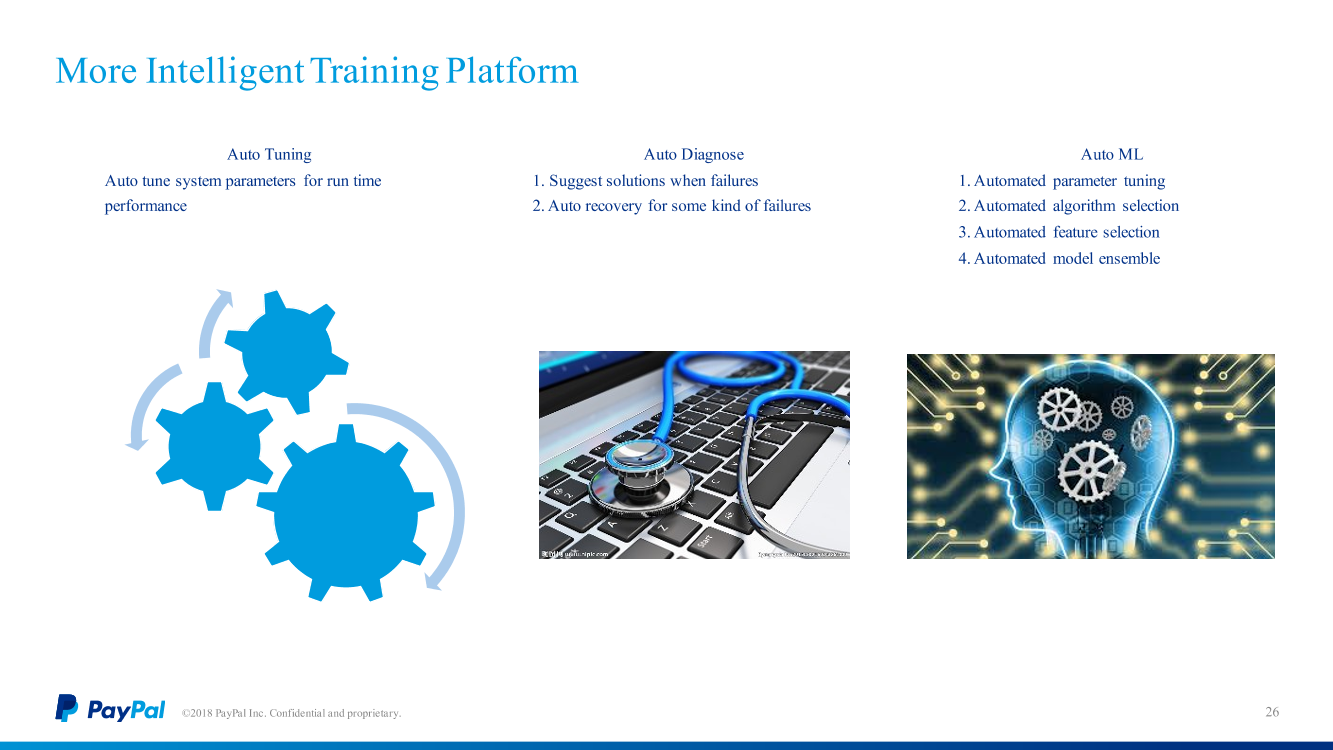 More Intelligent Training Platform
Auto Tuning
Auto tune system parameters for run time
performance
Auto Diagnose
1. Suggest solutions when failures
2. Auto recovery for some kind of failures
Auto ML
1. Automated parameter tuning
2. Automated algorithm selection
3. Automated feature selection
4. Automated model ensemble
PayPal
©2018 PayPal Inc. Confidential and proprietary.
26